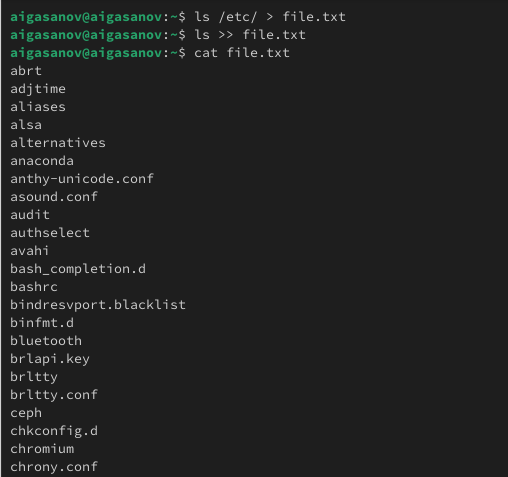 aigasanov@aigasanov:~$ ls /etc/ > file.txt
aigasanov@aigasanov:~$ ls >> file.txt
aigasanov@aigasanov:~$ cat file.txt
abrt
adjtime
aliases
alsa
alternatives
anaconda
anthy-unicode.conf
asound.conf
audit
authselect
avahi
bash_completion.d
bashrc
bindresvport.blacklist
binfmt.d
bluetooth
brlapi.key
brltty
brltty.conf
ceph
chkconfig.d
chromium
chrony.conf